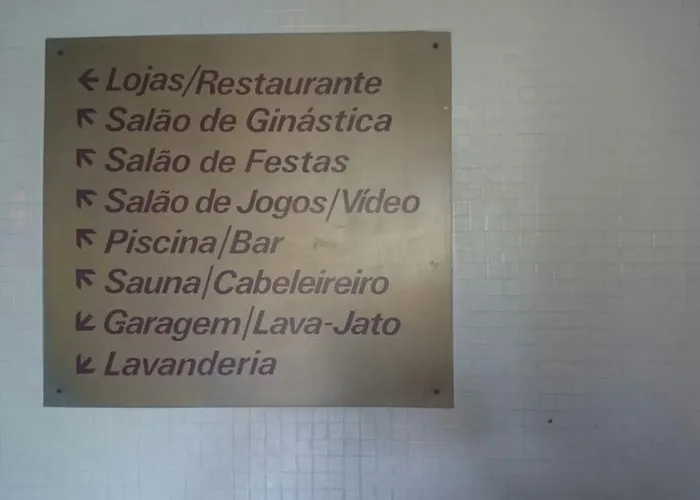 ← Lojas/Restaurante
↖ Salão de Ginástica
↖ Salão de Festas
↖ Salão de Jogos/Vídeo
↖ Piscina/Bar
↖ Sauna/Cabeleireiro
↙ Garagem/Lava-Jato
↙ Lavanderia